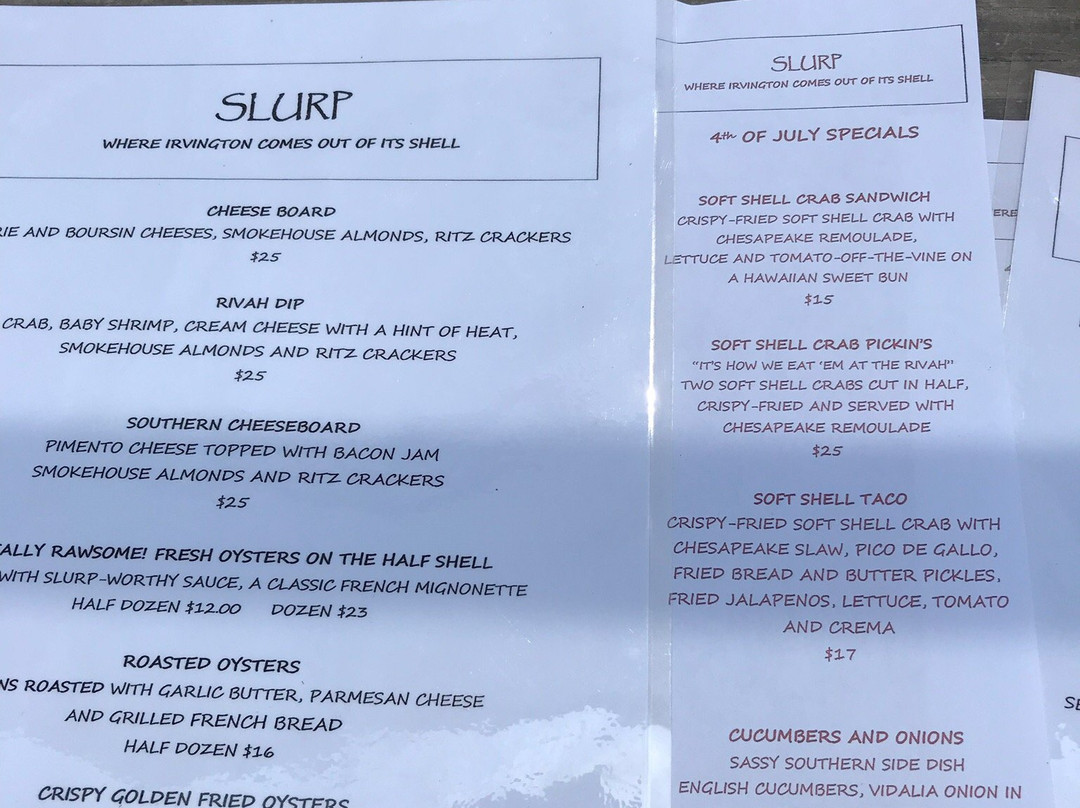 SLURP
WHERE IRVINGTON COMES OUT OF ITS SHELL
CHEESE BOARD
AND BOURSIN CHEESES, SMOKEHOUSE ALMONDS, RITZ CRACKERS
$25
RIVAH DIP
CRAB, BABY SHRIMP, CREAM CHEESE WITH A HINT OF HEAT,
SMOKEHOUSE ALMONDS AND RITZ CRACKERS
$25
SOUTHERN CHEESEBOARD
PIMENTO CHEESE TOPPED WITH BACON JAM
SMOKEHOUSE ALMONDS AND RITZ CRACKERS
$25
RAWSOME! FRESH OYSTERS ON THE HALF SHELL
WITH SLURP-WORTHY SAUCE, A CLASSIC FRENCH MIGNONETTE
HALF DOZEN $12.00 DOZEN $23
ROASTED OYSTERS
ROASTED WITH GARLIC BUTTER, PARMESAN CHEESE
AND GRILLED FRENCH BREAD
HALF DOZEN $16
CRISPY GOLDEN FRIED OYSTERS
SLURP
WHERE IRVINGTON COMES OUT OF ITS SHELL
4th OF JULY SPECIALS
SOFT SHELL CRAB SANDWICH
CRISPY-FRIED SOFT SHELL CRAB WITH
CHESAPEAKE REMOULADE,
LETTUCE AND TOMATO-OFF-THE-VINE ON
A HAWAIIAN SWEET BUN
$15
SOFT SHELL CRAB PICKIN'S
"IT'S HOW WE EAT 'EM AT THE RIVAH"
TWO SOFT SHELL CRABS CUT IN HALF,
CRISPY-FRIED AND SERVED WITH
CHESAPEAKE REMOULADE
$25
SOFT SHELL TACO
CRISPY-FRIED SOFT SHELL CRAB WITH
CHESAPEAKE SLAW, PICO DE GALLO,
FRIED BREAD AND BUTTER PICKLES,
FRIED JALAPENOS, LETTUCE, TOMATO
AND CREMA
$17
CUCUMBERS AND ONIONS
SASSY SOUTHERN SIDE DISH
ENGLISH CUCUMBERS, VIDALIA ONION IN